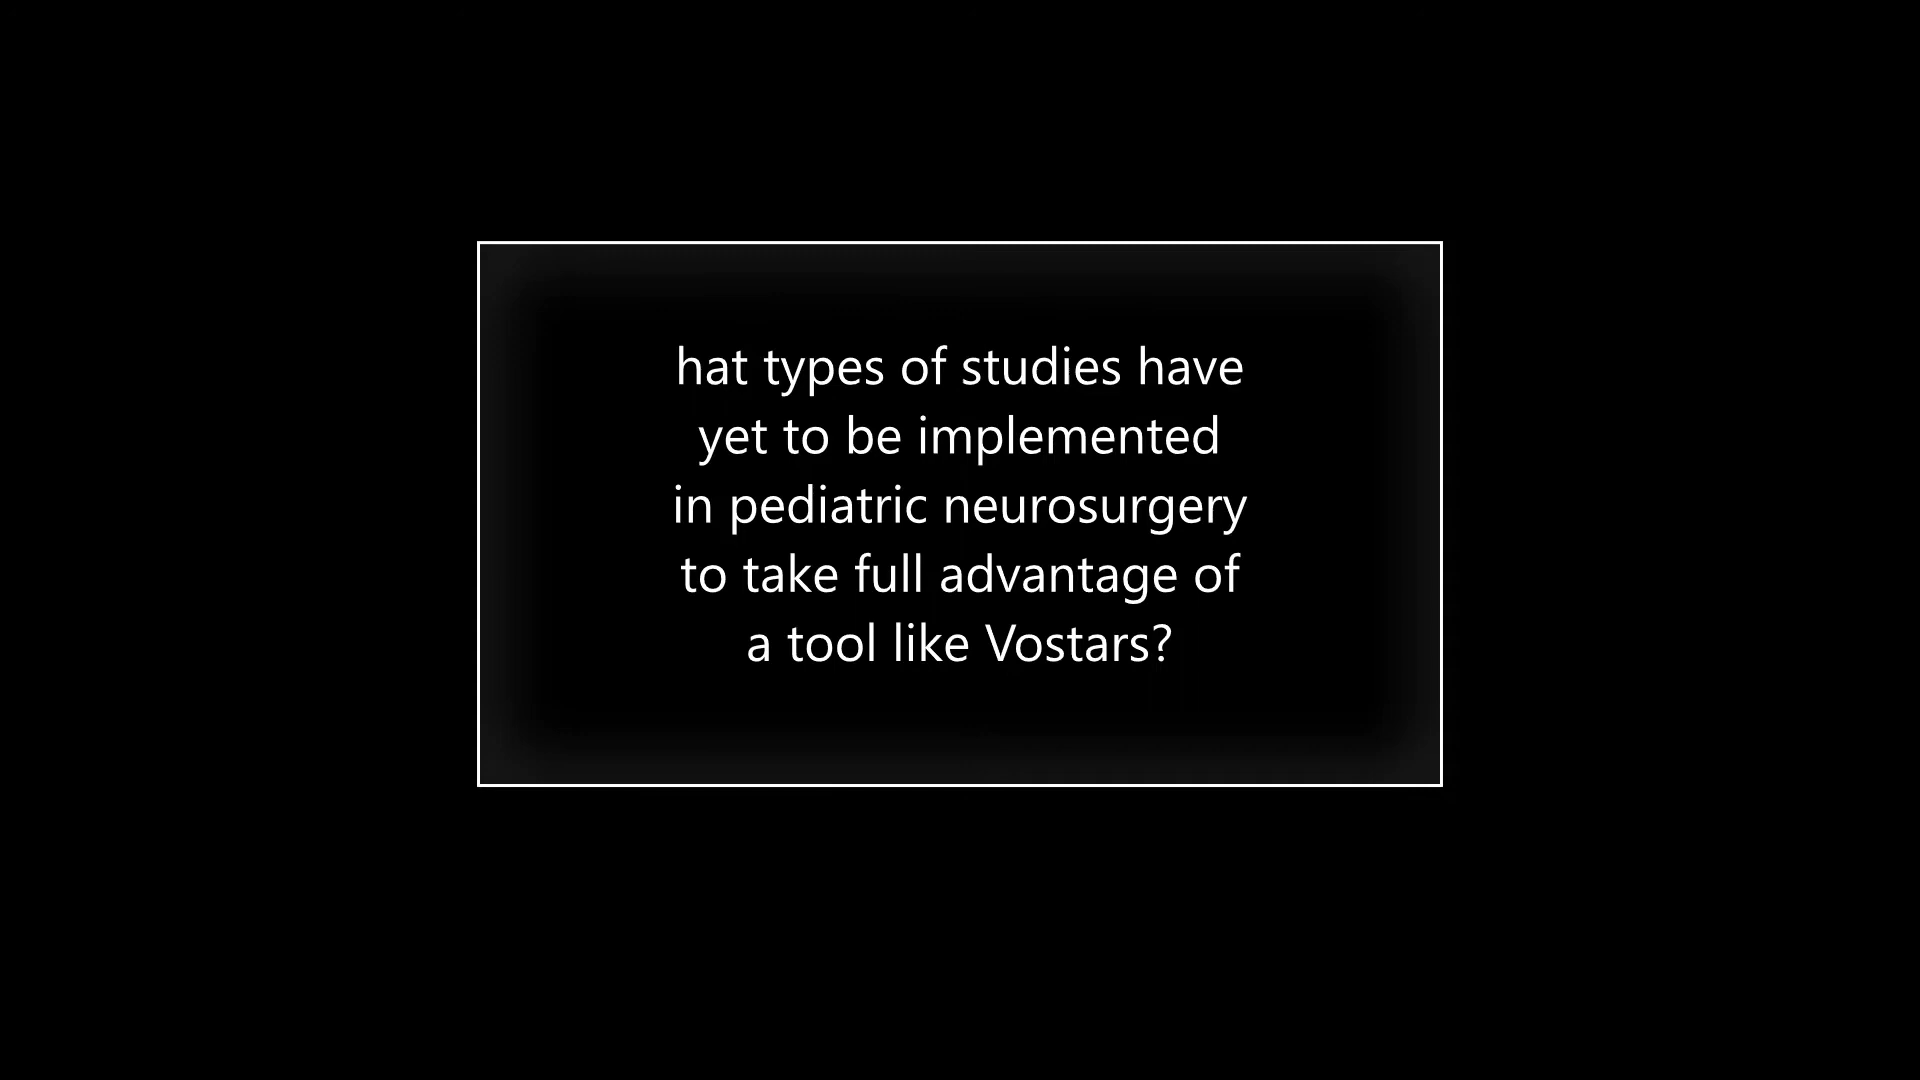 hat types of studies have
yet to be implemented
in pediatric neurosurgery
to take full advantage of
a tool like Vostars?